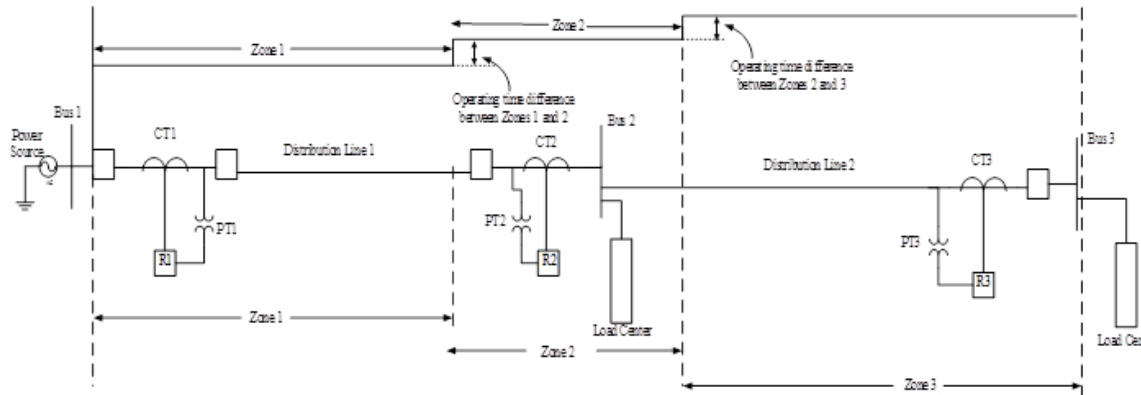 Zone 2
Zone 1
Operating time difference
between Zones 1 and 2
Operating time difference
between Zones 2 and 3
Bus 1
Bus 2
Bus 3
Power
Source
CT1
Distribution Line 1
CT2
Distribution Line 2
CT3
PT1
PT2
PT3
R1
R2
R3
Load Center
Load Cen
Zone 1
Zone 2
Zone 3